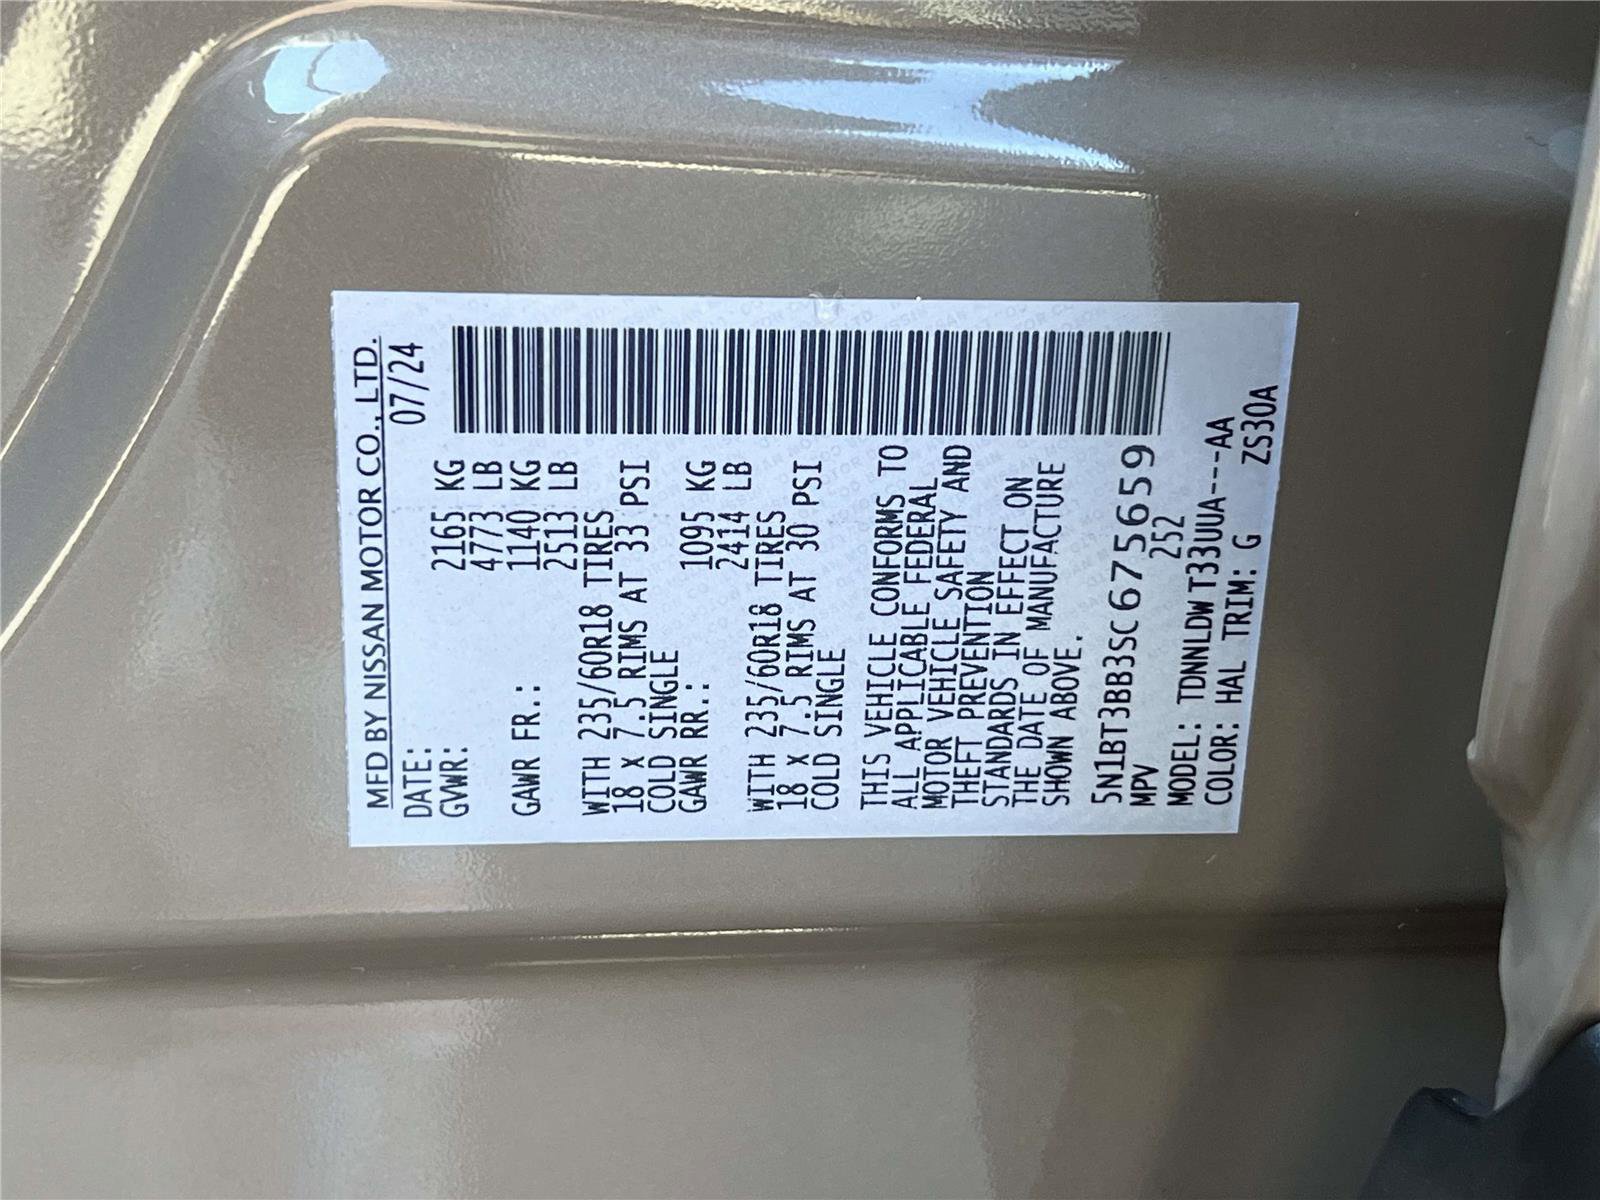 MFD BY NISSAN MOTOR CO., LTD.
DATE: 07/24
GVWR: 2165 KG
4773 LB
GAWR FR.: 1140 KG
2513 LB
WITH 235/60R18 TIRES
18 X 7.5 RIMS AT 33 PSI
COLD SINGLE
GAWR RR.: 1095 KG
2414 LB
WITH 235/60R18 TIRES
18 X 7.5 RIMS AT 30 PSI
COLD SINGLE
THIS VEHICLE CONFORMS TO
ALL APPLICABLE FEDERAL
MOTOR VEHICLE SAFETY AND
THEFT PREVENTION
STANDARDS IN EFFECT ON
THE DATE OF MANUFACTURE
SHOWN ABOVE.
5N1BT3BB3SC675659
MPV 252
MODEL: TDNNLDWT33UUA---AA
COLOR: HAL TRIM: G ZS30A